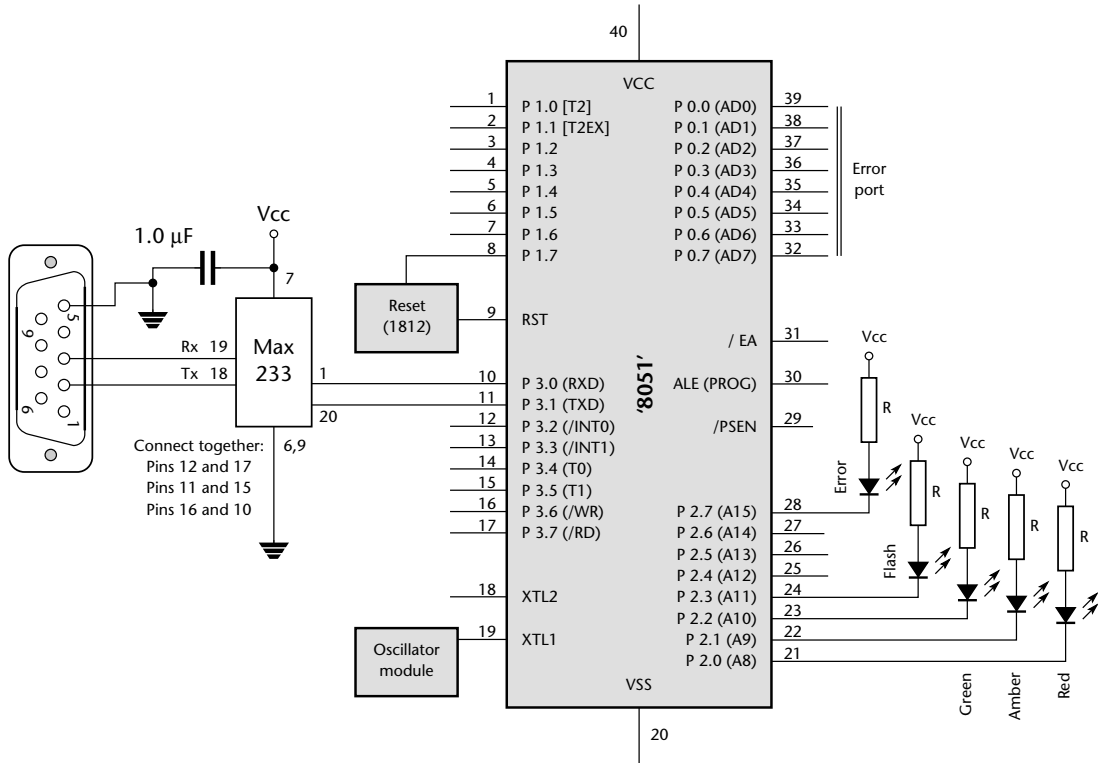 40
VCC
1 P 1.0 [T2]
2 P 1.1 [T2EX]
3 P 1.2
4 P 1.3
5 P 1.4
6 P 1.5
7 P 1.6
8 P 1.7
9 RST
10 P 3.0 (RXD)
11 P 3.1 (TXD)
12 P 3.2 (/INT0)
13 P 3.3 (/INT1)
14 P 3.4 (T0)
15 P 3.5 (T1)
16 P 3.6 (/WR)
17 P 3.7 (/RD)
18 XTL2
19 XTL1
'8051'
P 0.0 (AD0) 39
P 0.1 (AD1) 38
P 0.2 (AD2) 37
P 0.3 (AD3) 36
P 0.4 (AD4) 35
P 0.5 (AD5) 34
P 0.6 (AD6) 33
P 0.7 (AD7) 32
/ EA 31
ALE (PROG) 30
/PSEN 29
P 2.7 (A15) 28
P 2.6 (A14) 27
P 2.5 (A13) 26
P 2.4 (A12) 25
P 2.3 (A11) 24
P 2.2 (A10) 23
P 2.1 (A9) 22
P 2.0 (A8) 21
VSS
20
Error
port
Vcc
1.0 µF
7
5
9
6
1
Rx 19
Tx 18
Max
233
1
20
6,9
Connect together:
Pins 12 and 17
Pins 11 and 15
Pins 16 and 10
Reset
(1812)
Oscillator
module
Vcc
R
Error
Vcc
R
Flash
Vcc
R
Green
Vcc
R
Amber
Vcc
R
Red